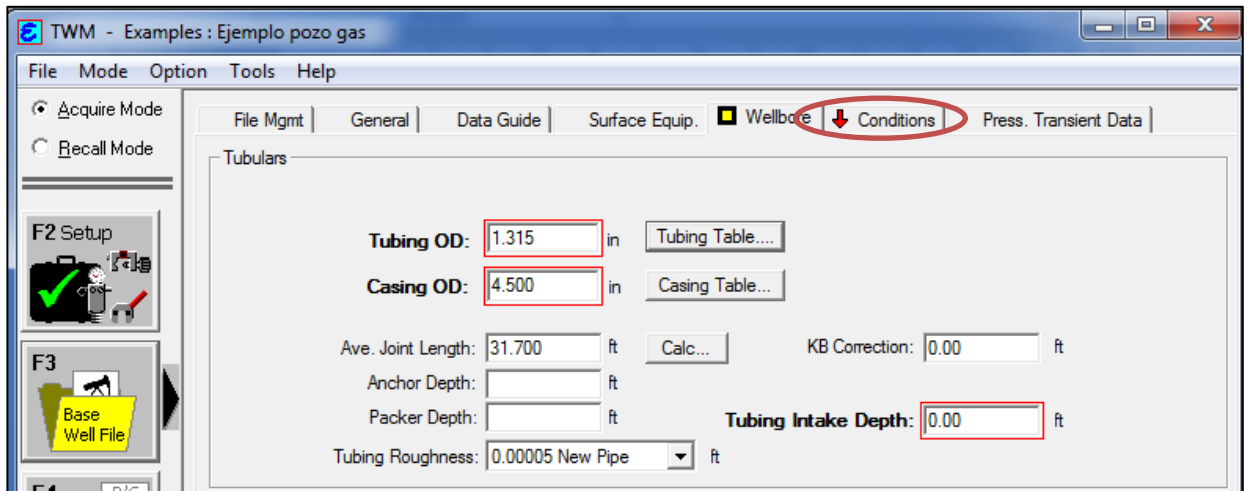 TWM - Examples : Ejemplo pozo gas
File Mode Option Tools Help
Acquire Mode
Recall Mode
File Mgmt General Data Guide Surface Equip. Wellbore Conditions Press. Transient Data
Tubulars
F2 Setup
Tubing OD: 1.315 in Tubing Table....
Casing OD: 4.500 in Casing Table...
Ave. Joint Length: 31.700 ft Calc... KB Correction: 0.00 ft
Anchor Depth: ft
Packer Depth: ft Tubing Intake Depth: 0.00 ft
Tubing Roughness: 0.00005 New Pipe ft
F3
Base
Well File